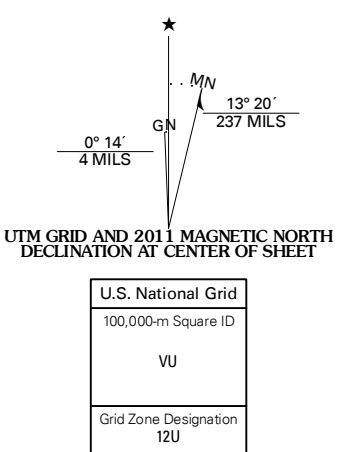 ★
MN
13° 20´
237 MILS
GN
0° 14´
4 MILS
UTM GRID AND 2011 MAGNETIC NORTH
DECLINATION AT CENTER OF SHEET
U.S. National Grid
100,000-m Square ID
VU
Grid Zone Designation
12U